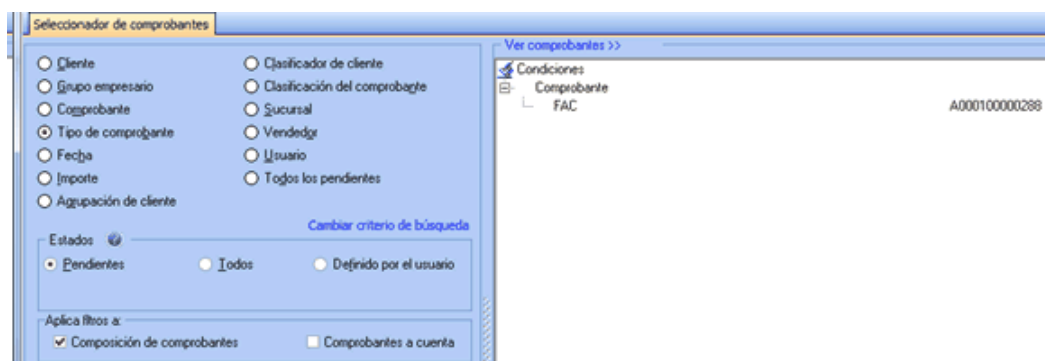 Seleccionador de comprobantes
Cliente
Grupo empresario
Comprobante
Tipo de comprobante
Fecha
Importe
Agrupación de cliente
Clasificador de cliente
Clasificación del comprobante
Sucursal
Vendedor
Usuario
Todos los pendientes
Cambiar criterio de búsqueda
Estados
Pendientes Todos Definido por el usuario
Aplica filtros a:
Composición de comprobantes Comprobantes a cuenta
Ver comprobantes >>
Condiciones
Comprobante
FAC A000100000288